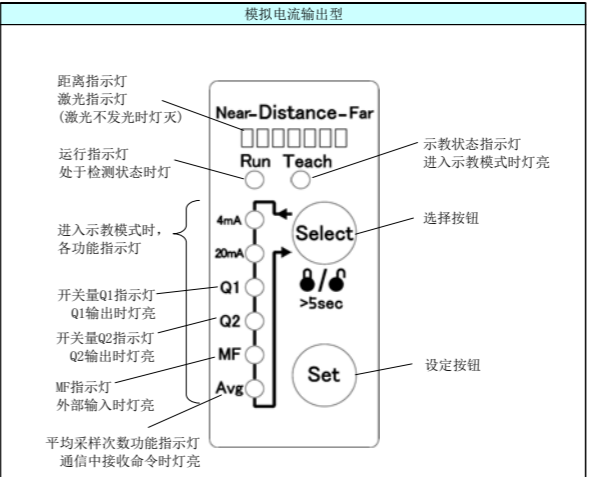 模拟电流输出型
距离指示灯
激光指示灯
(激光不发光时灯灭)
Near-Distance-Far
运行指示灯
处于检测状态时灯
Run Teach
示教状态指示灯
进入示教模式时灯亮
进入示教模式时，
各功能指示灯
4mA
Select
选择按钮
20mA
开关量Q1指示灯
Q1输出时灯亮
Q1
/
>5sec
开关量Q2指示灯
Q2输出时灯亮
Q2
MF
MF指示灯
外部输入时灯亮
Set
设定按钮
Avg
平均采样次数功能指示灯
通信中接收命令时灯亮